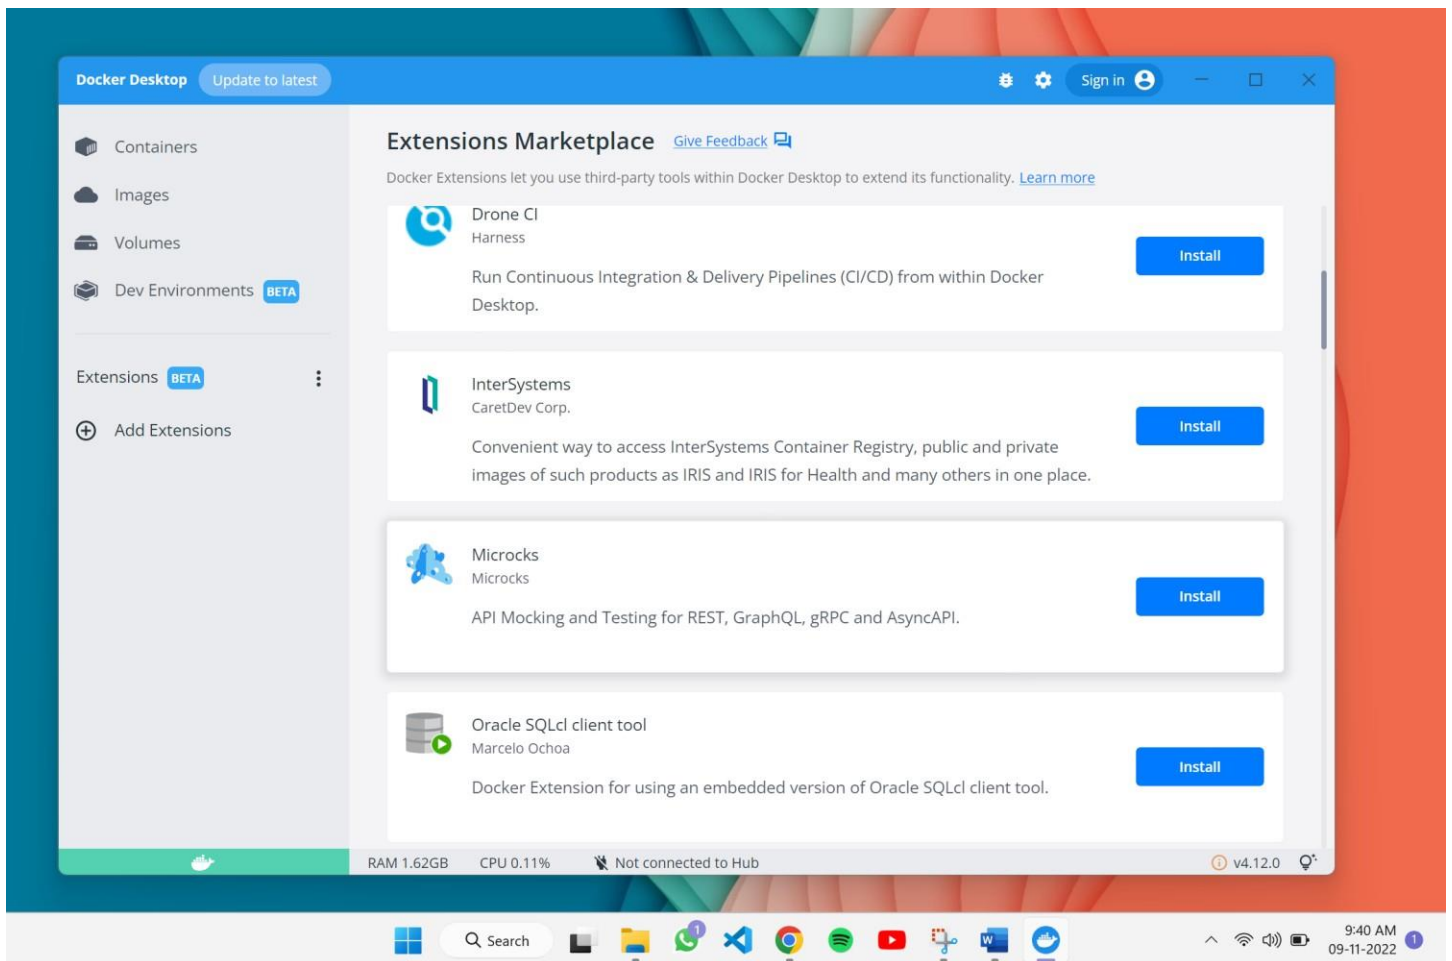 Docker Desktop Update to latest Sign in
Containers
Images
Volumes
Dev Environments BETA
Extensions BETA
Add Extensions
Extensions Marketplace Give Feedback
Docker Extensions let you use third-party tools within Docker Desktop to extend its functionality. Learn more
Drone CI
Harness
Run Continuous Integration & Delivery Pipelines (CI/CD) from within Docker
Desktop.
Install
InterSystems
CaretDev Corp.
Convenient way to access InterSystems Container Registry, public and private
images of such products as IRIS and IRIS for Health and many others in one place.
Install
Microcks
Microcks
API Mocking and Testing for REST, GraphQL, gRPC and AsyncAPI.
Install
Oracle SQLcl client tool
Marcelo Ochoa
Docker Extension for using an embedded version of Oracle SQLcl client tool.
Install
RAM 1.62GB CPU 0.11% Not connected to Hub v4.12.0
Search 1 W 9:40 AM
09-11-2022 1